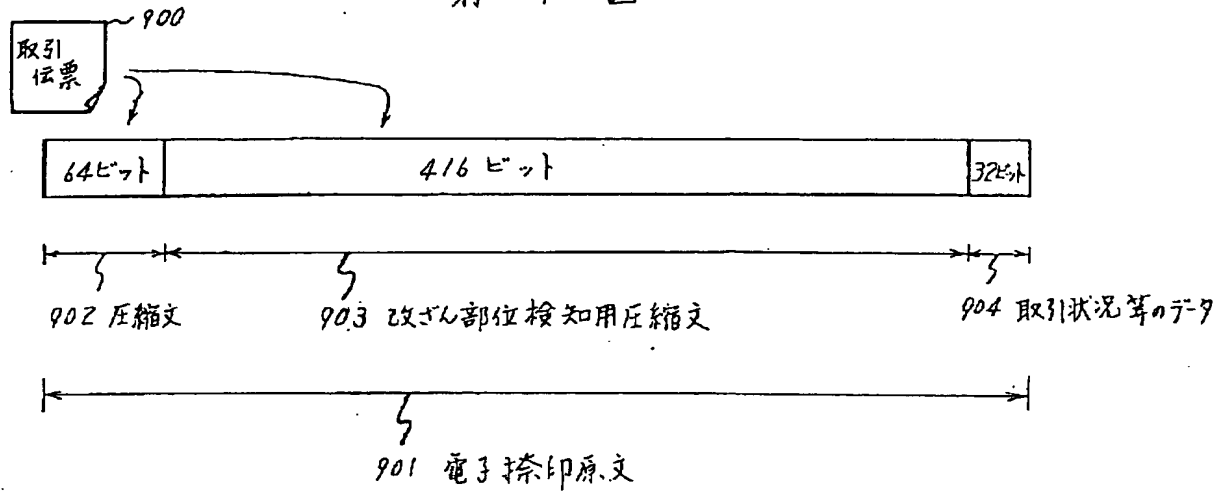 900
取引
伝票
64ビット
416 ビット
32ビット
902 圧縮文
903 改ざん部位検知用圧縮文
904 取引状況等のデータ
901 電子捺印原文